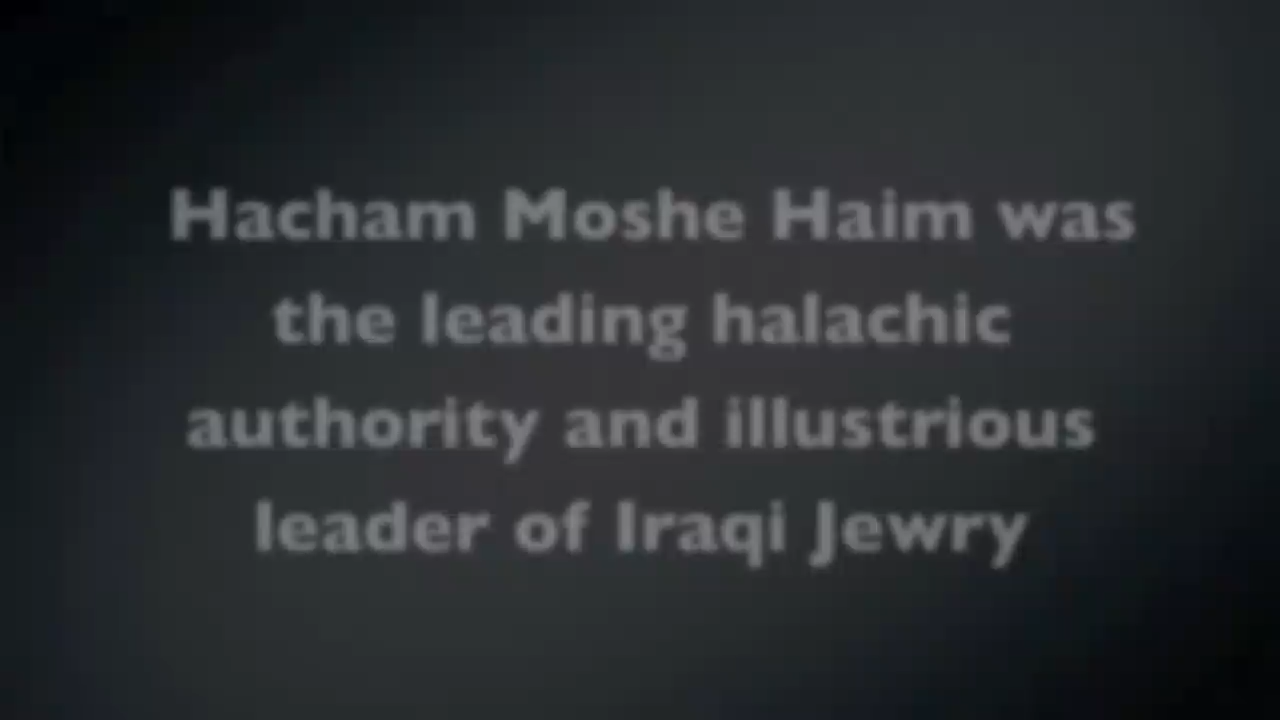 Hacham Moshe Haim was
the leading halachic
authority and illustrious
leader of Iraqi Jewry